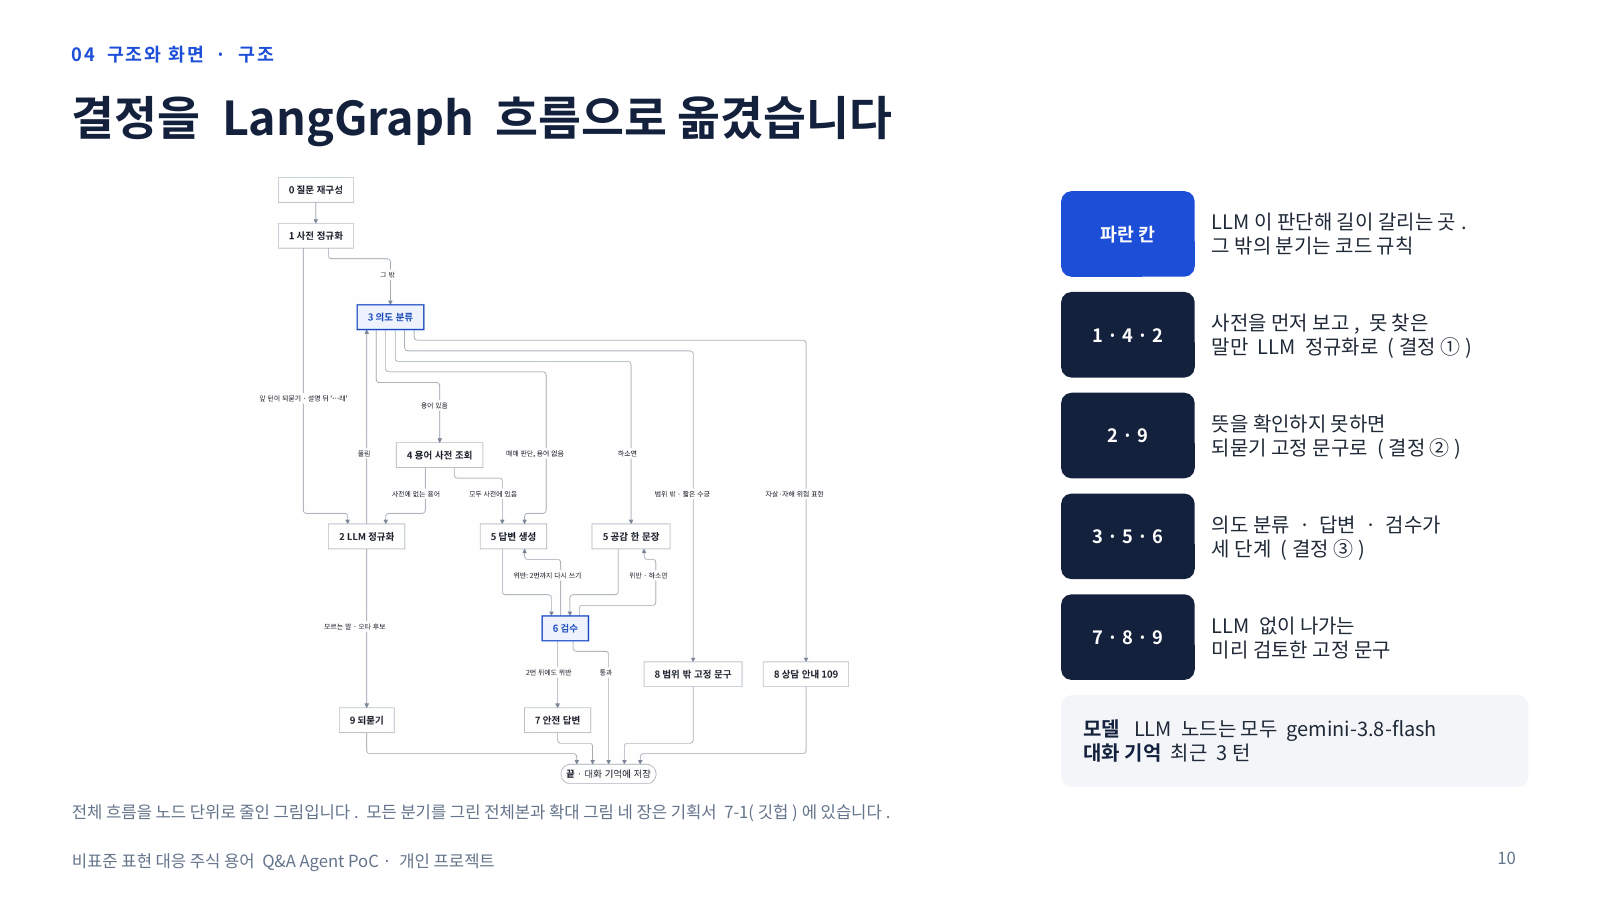 04 구조와 화면 · 구조
결정을 LangGraph 흐름으로 옮겼습니다
0 질문 재구성
1 사전 정규화
그 밖
3 의도 분류
앞 턴이 되묻기 · 설명 뒤 '…래'
용어 있음
풀림
4 용어 사전 조회
매매 판단, 용어 없음
하소연
사전에 없는 용어
모두 사전에 있음
범위 밖 · 짧은 수긍
자살·자해 위험 표현
2 LLM 정규화
5 답변 생성
5 공감 한 문장
위반: 2번까지 다시 쓰기
위반 · 하소연
모르는 말 · 오타 후보
6 검수
2번 뒤에도 위반
통과
8 범위 밖 고정 문구
8 상담 안내 109
9 되묻기
7 안전 답변
끝 · 대화 기억에 저장
파란 칸
LLM 이 판단해 길이 갈리는 곳 .
그 밖의 분기는 코드 규칙
1 · 4 · 2
사전을 먼저 보고 , 못 찾은
말만 LLM 정규화로 ( 결정 ① )
2 · 9
뜻을 확인하지 못하면
되묻기 고정 문구로 ( 결정 ② )
3 · 5 · 6
의도 분류 · 답변 · 검수가
세 단계 ( 결정 ③ )
7 · 8 · 9
LLM 없이 나가는
미리 검토한 고정 문구
모델 LLM 노드는 모두 gemini-3.8-flash
대화 기억 최근 3 턴
전체 흐름을 노드 단위로 줄인 그림입니다 . 모든 분기를 그린 전체본과 확대 그림 네 장은 기획서 7-1( 깃헙 ) 에 있습니다 .
비표준 표현 대응 주식 용어 Q&A Agent PoC · 개인 프로젝트
10